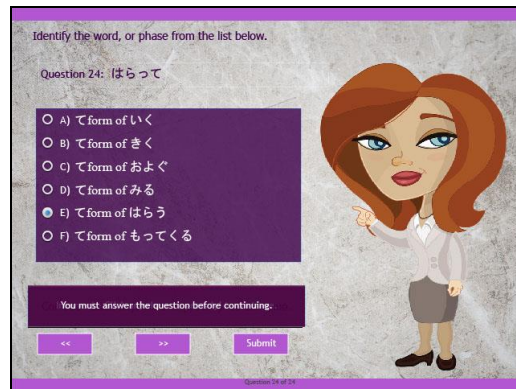 Identify the word, or phase from the list below.
Question 24: はらって
A) てform of いく
B) てform of きく
C) てform of およぐ
D) てform of みる
E) てform of はらう
F) てform of もってくる
You must answer the question before continuing.
<< >> Submit
Question 24 of 24